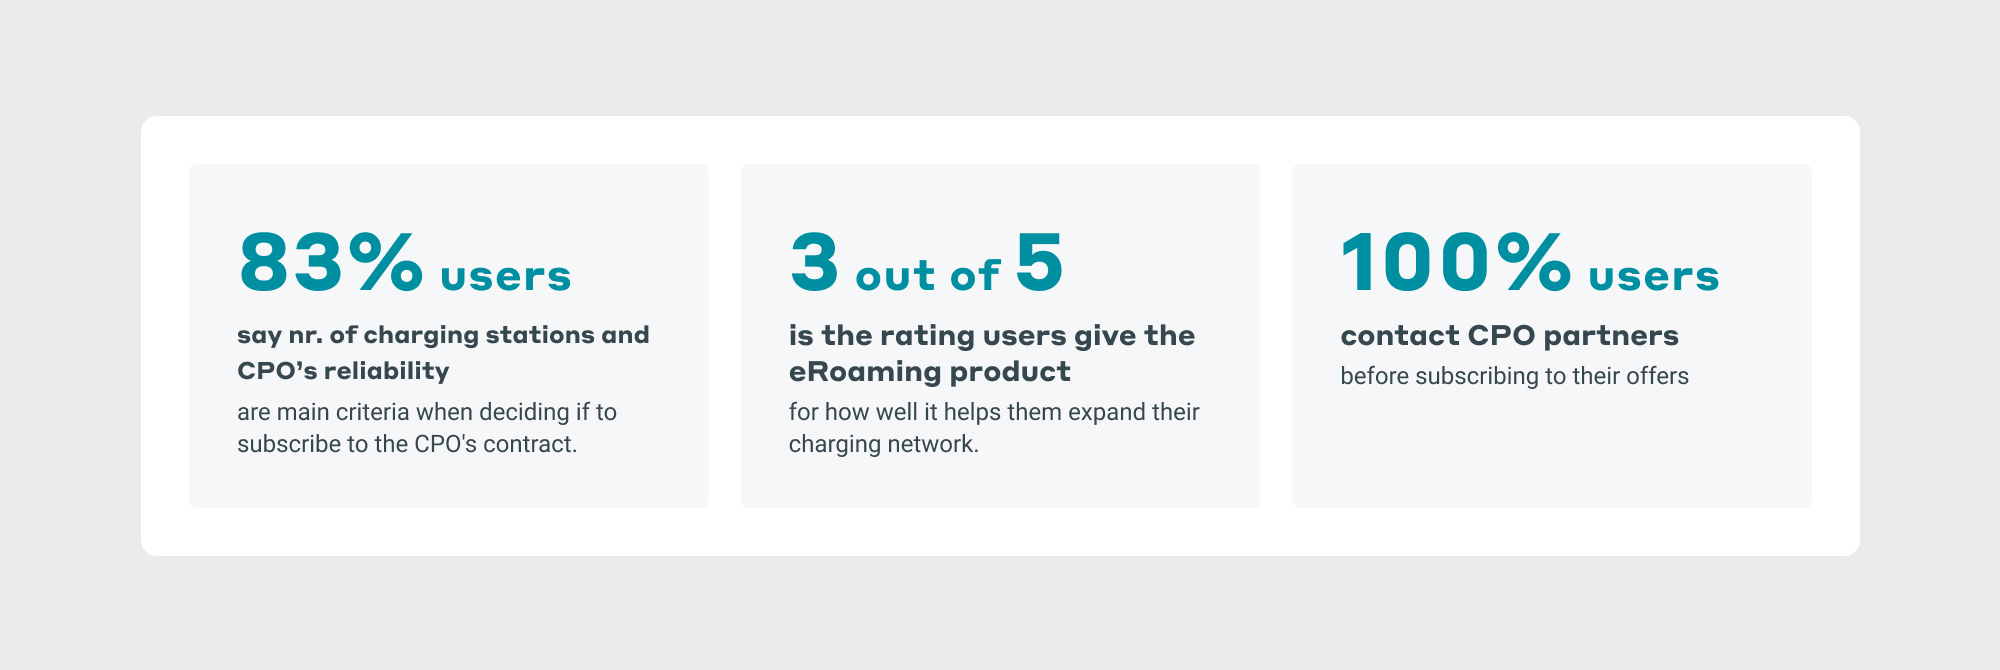 83% users
say nr. of charging stations and
CPO’s reliability
are main criteria when deciding if to
subscribe to the CPO's contract.
3 out of 5
is the rating users give the
eRoaming product
for how well it helps them expand their
charging network.
100% users
contact CPO partners
before subscribing to their offers